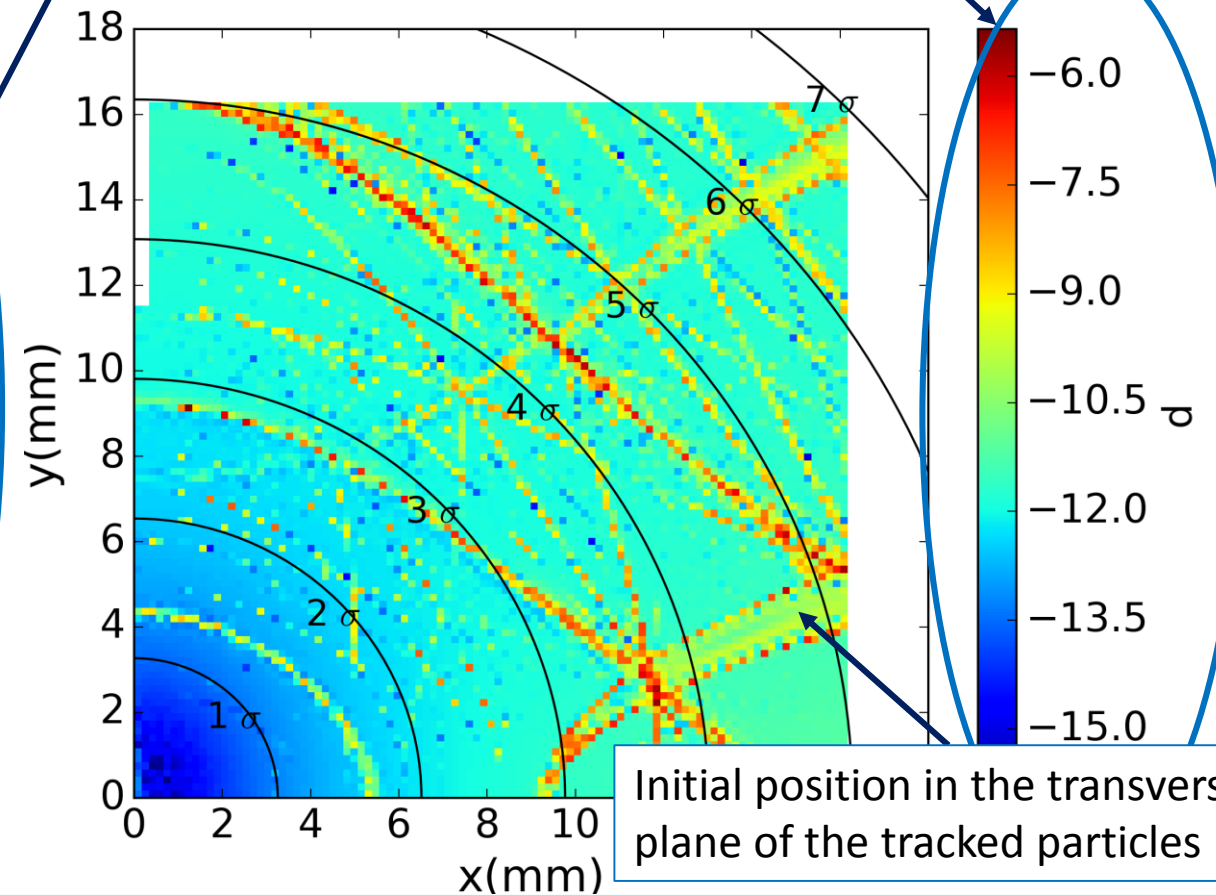 18
16
14
12
10
8
6
4
2
0
y(mm)
0 2 4 6 8 10
x(mm)
7 σ
6 σ
5 σ
4 σ
3 σ
2 σ
1 σ
−6.0
−7.5
−9.0
−10.5
−12.0
−13.5
−15.0
d
Initial position in the transvers
plane of the tracked particles